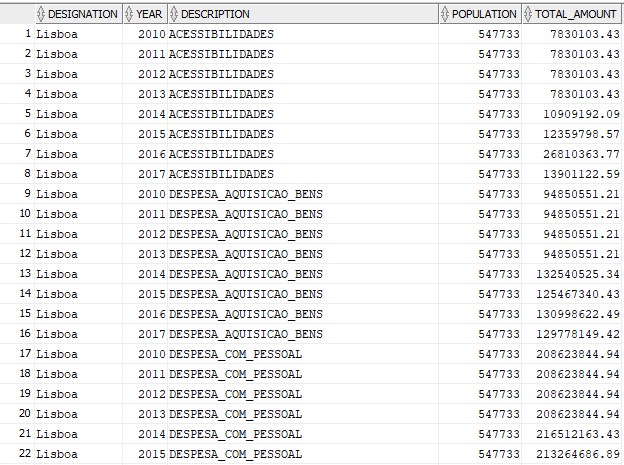 DESIGNATION YEAR DESCRIPTION POPULATION TOTAL_AMOUNT
1 Lisboa 2010 ACESSIBILIDADES 547733 7830103.43
2 Lisboa 2011 ACESSIBILIDADES 547733 7830103.43
3 Lisboa 2012 ACESSIBILIDADES 547733 7830103.43
4 Lisboa 2013 ACESSIBILIDADES 547733 7830103.43
5 Lisboa 2014 ACESSIBILIDADES 547733 10909192.09
6 Lisboa 2015 ACESSIBILIDADES 547733 12359798.57
7 Lisboa 2016 ACESSIBILIDADES 547733 26810363.77
8 Lisboa 2017 ACESSIBILIDADES 547733 13901122.59
9 Lisboa 2010 DESPESA_AQUISICAO_BENS 547733 94850551.21
10 Lisboa 2011 DESPESA_AQUISICAO_BENS 547733 94850551.21
11 Lisboa 2012 DESPESA_AQUISICAO_BENS 547733 94850551.21
12 Lisboa 2013 DESPESA_AQUISICAO_BENS 547733 94850551.21
13 Lisboa 2014 DESPESA_AQUISICAO_BENS 547733 132540525.34
14 Lisboa 2015 DESPESA_AQUISICAO_BENS 547733 125467340.43
15 Lisboa 2016 DESPESA_AQUISICAO_BENS 547733 130998622.49
16 Lisboa 2017 DESPESA_AQUISICAO_BENS 547733 129778149.42
17 Lisboa 2010 DESPESA_COM_PESSOAL 547733 208623844.94
18 Lisboa 2011 DESPESA_COM_PESSOAL 547733 208623844.94
19 Lisboa 2012 DESPESA_COM_PESSOAL 547733 208623844.94
20 Lisboa 2013 DESPESA_COM_PESSOAL 547733 208623844.94
21 Lisboa 2014 DESPESA_COM_PESSOAL 547733 216512163.43
22 Lisboa 2015 DESPESA_COM_PESSOAL 547733 213264686.89